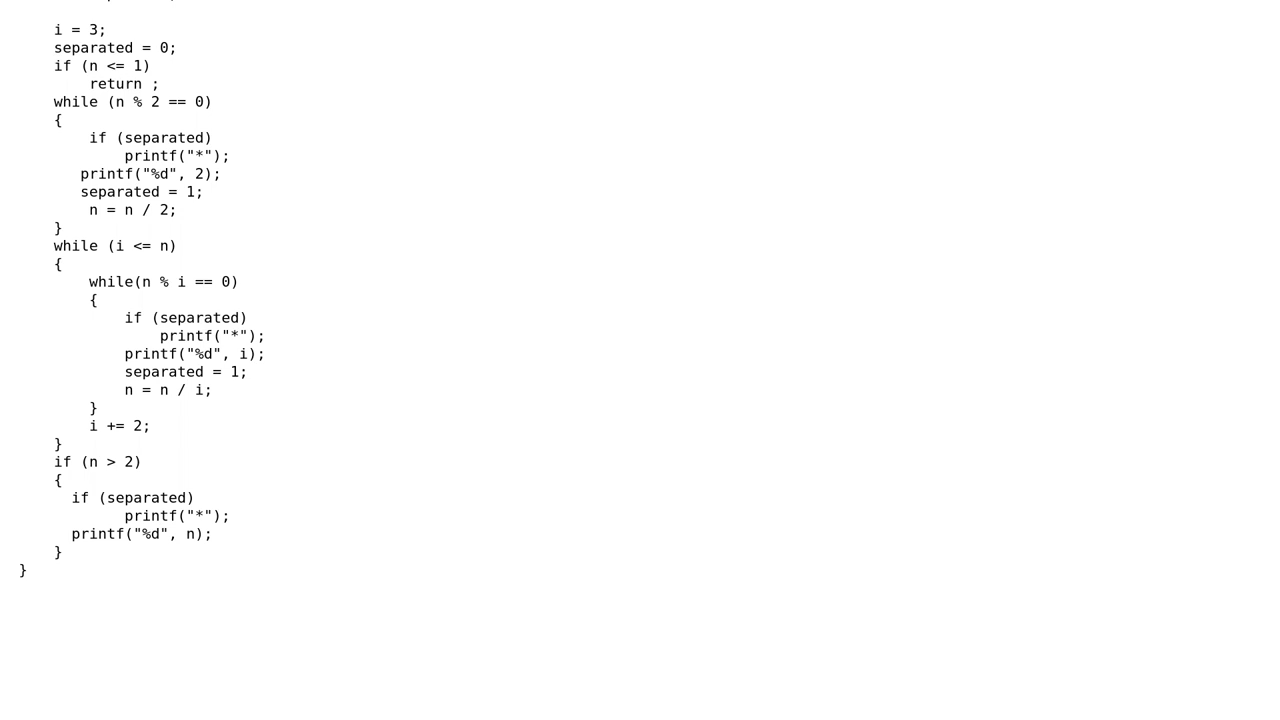 i = 3;
separated = 0;
if (n <= 1)
return ;
while (n % 2 == 0)
{
if (separated)
printf("*");
printf("%d", 2);
separated = 1;
n = n / 2;
}
while (i <= n)
{
while(n % i == 0)
{
if (separated)
printf("*");
printf("%d", i);
separated = 1;
n = n / i;
}
i += 2;
}
if (n > 2)
{
if (separated)
printf("*");
printf("%d", n);
}
}